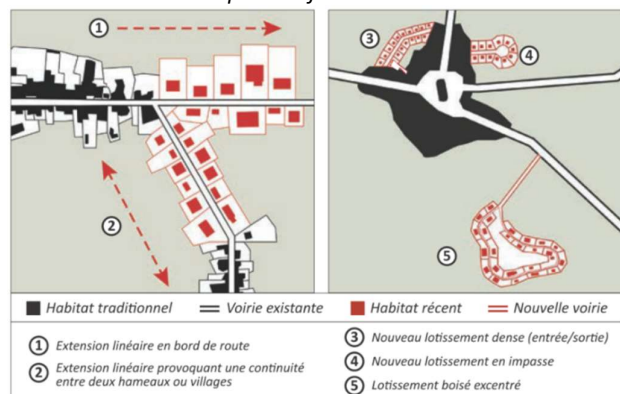 1
2
3
4
5
Habitat traditionnel
Voirie existante
Habitat récent
Nouvelle voirie
1 Extension linéaire en bord de route
2 Extension linéaire provoquant une continuité
entre deux hameaux ou villages
3 Nouveau lotissement dense (entrée/sortie)
4 Nouveau lotissement en impasse
5 Lotissement boisé excentré